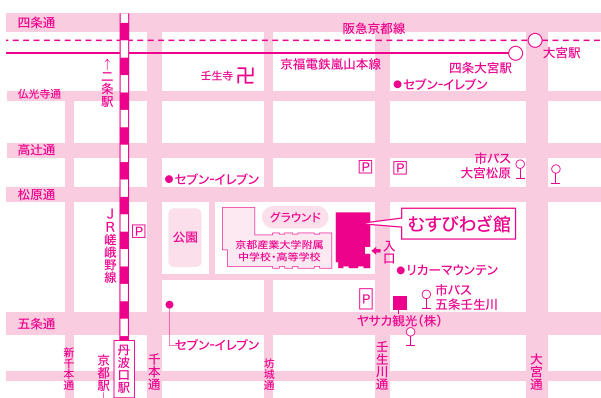 四条通
阪急京都線
大宮駅
京福電鉄嵐山本線
四条大宮駅
壬生寺
卍
セブン-イレブン
↑二条駅
仏光寺通
高辻通
P
P
市バス
大宮松原
セブン-イレブン
松原通
JR嵯峨野線
P
公園
グラウンド
京都産業大学附属
中学校・高等学校
むすびわざ館
入口
リカーマウンテン
P
市バス
五条壬生川
ヤサカ観光(株)
五条通
セブン-イレブン
新千本通
京都駅
丹波口駅
千本通
坊城通
壬生川通
大宮通